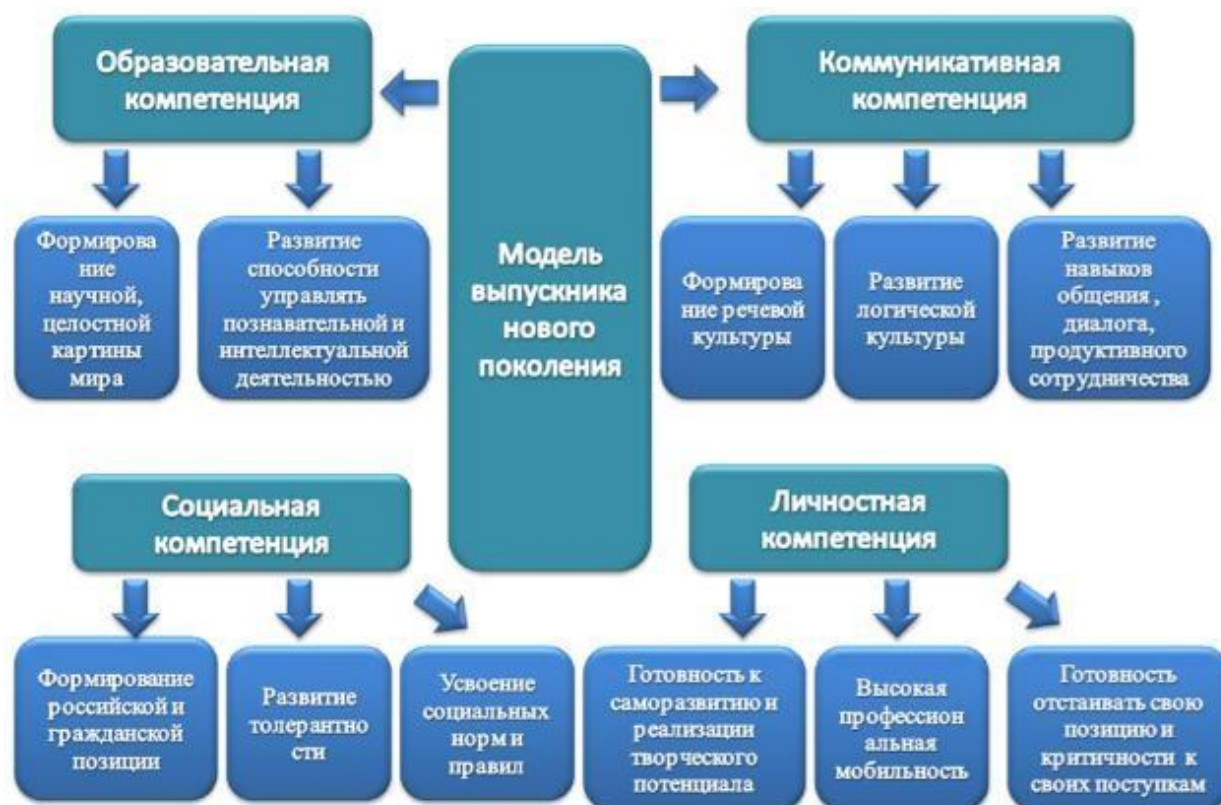 Образовательная
компетенция
Коммуникативная
компетенция
Модель
выпускника
нового
поколения
Формирова
ние
научной,
целостной
картины
мира
Развитие
способности
управлять
познавательной и
интеллектуальной
деятельностью
Формирова
ние речевой
культуры
Развитие
логической
культуры
Развитие
навыков
общения ,
диалога,
продуктивного
сотрудничества
Социальная
компетенция
Личностная
компетенция
Формирование
российской и
гражданской
позиции
Развитие
толерантно
сти
Усвоение
социальных
норм и
правил
Готовность к
саморазвитию и
реализации
творческого
потенциала
Высокая
профессион
альная
мобильность
Готовность
отстаивать свою
позицию и
критичности к
своих поступкам